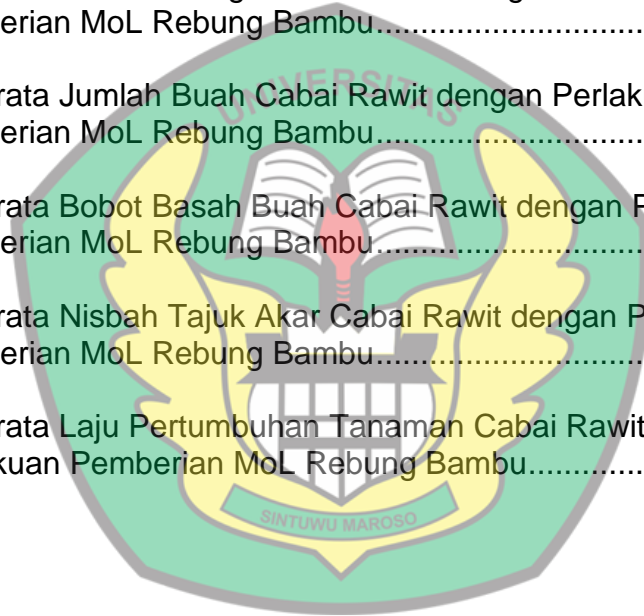 erian MoL Rebung Bambu
rata Jumlah Buah Cabai Rawit dengan Perlak
erian MoL Rebung Bambu
rata Bobot Basah Buah Cabai Rawit dengan P
erian MoL Rebung Bambu
rata Nisbah Tajuk Akar Cabai Rawit dengan P
erian MoL Rebung Bambu
rata Laju Pertumbuhan Tanaman Cabai Rawit
kuan Pemberian MoL Rebung Bambu
UNIVERSITAS
SINTUWU MAROSO